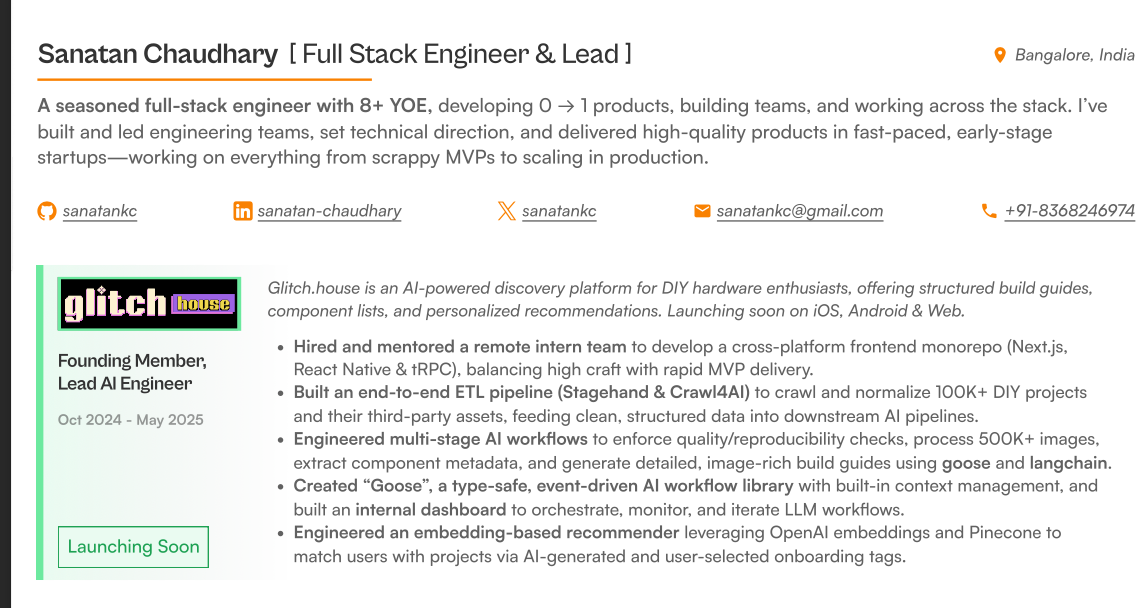 Sanatan Chaudhary [ Full Stack Engineer & Lead ]
Bangalore, India
A seasoned full-stack engineer with 8+ YOE, developing 0 → 1 products, building teams, and working across the stack. I’ve
built and led engineering teams, set technical direction, and delivered high-quality products in fast-paced, early-stage
startups—working on everything from scrappy MVPs to scaling in production.
sanatankc
sanatan-chaudhary
sanatankc
sanatankc@gmail.com
+91-8368246974
glitch house
Founding Member,
Lead AI Engineer
Oct 2024 - May 2025
Launching Soon
Glitch.house is an AI-powered discovery platform for DIY hardware enthusiasts, offering structured build guides,
component lists, and personalized recommendations. Launching soon on iOS, Android & Web.
• Hired and mentored a remote intern team to develop a cross-platform frontend monorepo (Next.js,
React Native & tRPC), balancing high craft with rapid MVP delivery.
• Built an end-to-end ETL pipeline (Stagehand & Crawl4AI) to crawl and normalize 100K+ DIY projects
and their third-party assets, feeding clean, structured data into downstream AI pipelines.
• Engineered multi-stage AI workflows to enforce quality/reproducibility checks, process 500K+ images,
extract component metadata, and generate detailed, image-rich build guides using goose and langchain.
• Created “Goose”, a type-safe, event-driven AI workflow library with built-in context management, and
built an internal dashboard to orchestrate, monitor, and iterate LLM workflows.
• Engineered an embedding-based recommender leveraging OpenAI embeddings and Pinecone to
match users with projects via AI-generated and user-selected onboarding tags.